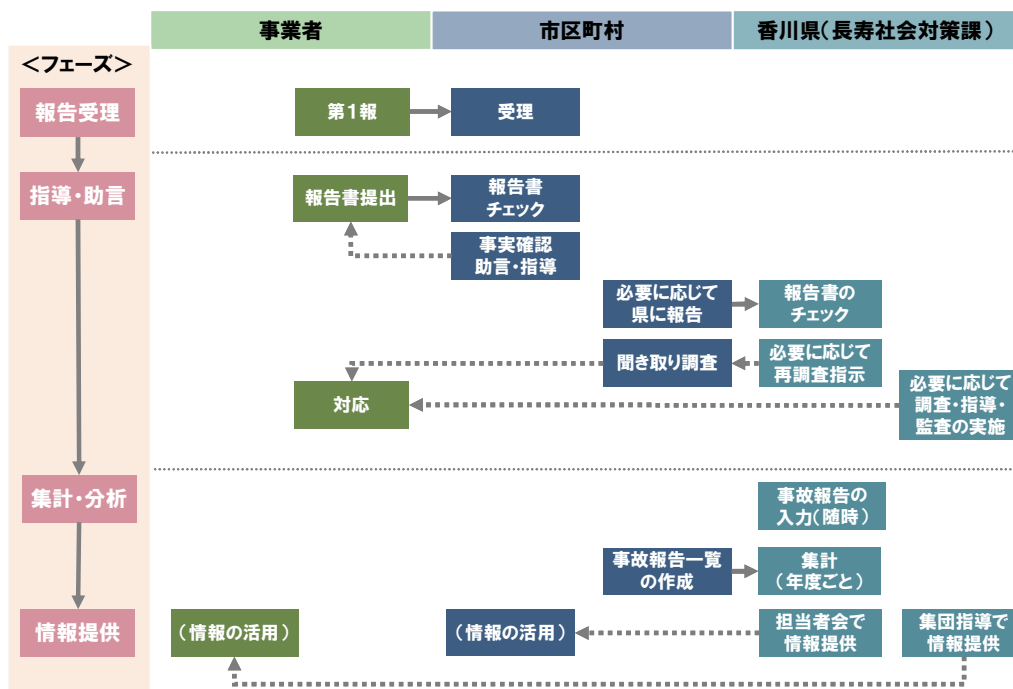 事業者
市区町村
香川県(長寿社会対策課)
<フェーズ>
報告受理
第1報
受理
指導・助言
報告書提出
報告書
チェック
事実確認
助言・指導
必要に応じて
県に報告
報告書の
チェック
聞き取り調査
必要に応じて
再調査指示
対応
必要に応じて
調査・指導・
監査の実施
集計・分析
事故報告の
入力(随時)
事故報告一覧
の作成
集計
(年度ごと)
情報提供
(情報の活用)
(情報の活用)
担当者会で
情報提供
集団指導で
情報提供